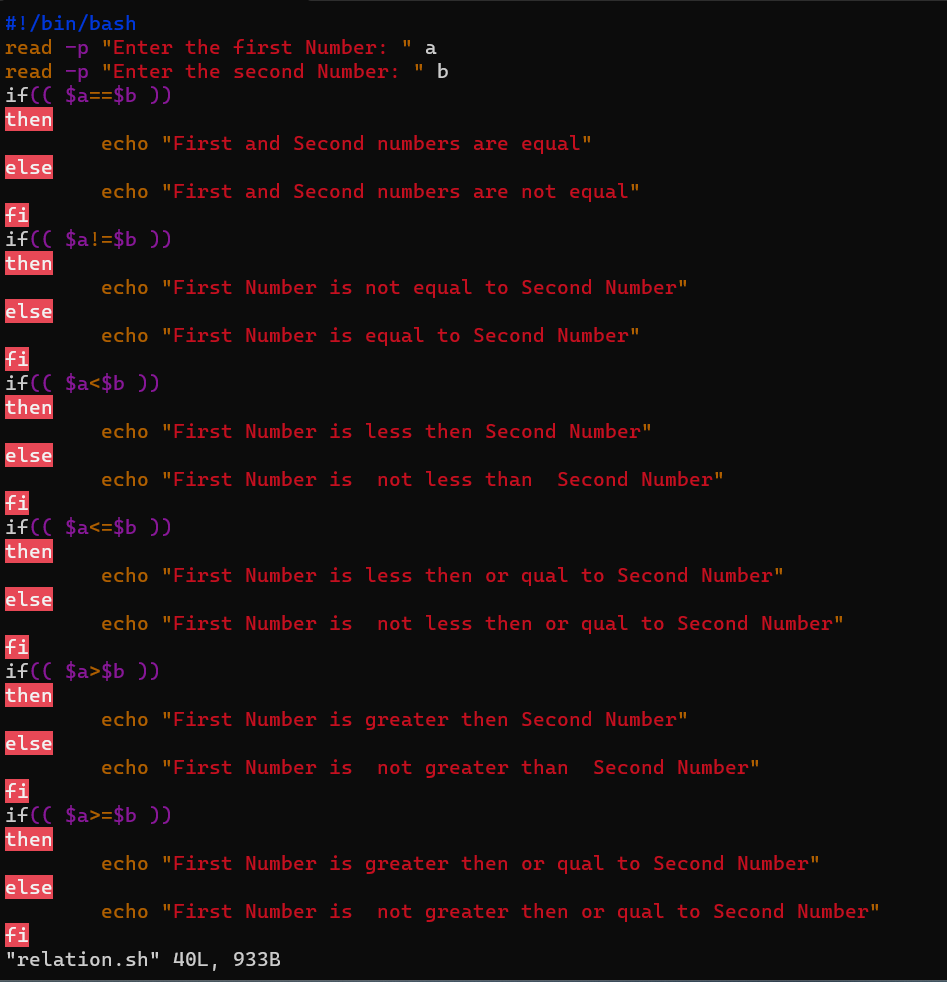 #!/bin/bash
read -p "Enter the first Number: " a
read -p "Enter the second Number: " b
if(( $a==$b ))
then
        echo "First and Second numbers are equal"
else
        echo "First and Second numbers are not equal"
fi
if(( $a!=$b ))
then
        echo "First Number is not equal to Second Number"
else
        echo "First Number is equal to Second Number"
fi
if(( $a<$b ))
then
        echo "First Number is less then Second Number"
else
        echo "First Number is  not less than  Second Number"
fi
if(( $a<=$b ))
then
        echo "First Number is less then or qual to Second Number"
else
        echo "First Number is  not less then or qual to Second Number"
fi
if(( $a>$b ))
then
        echo "First Number is greater then Second Number"
else
        echo "First Number is  not greater than  Second Number"
fi
if(( $a>=$b ))
then
        echo "First Number is greater then or qual to Second Number"
else
        echo "First Number is  not greater then or qual to Second Number"
fi
"relation.sh" 40L, 933B